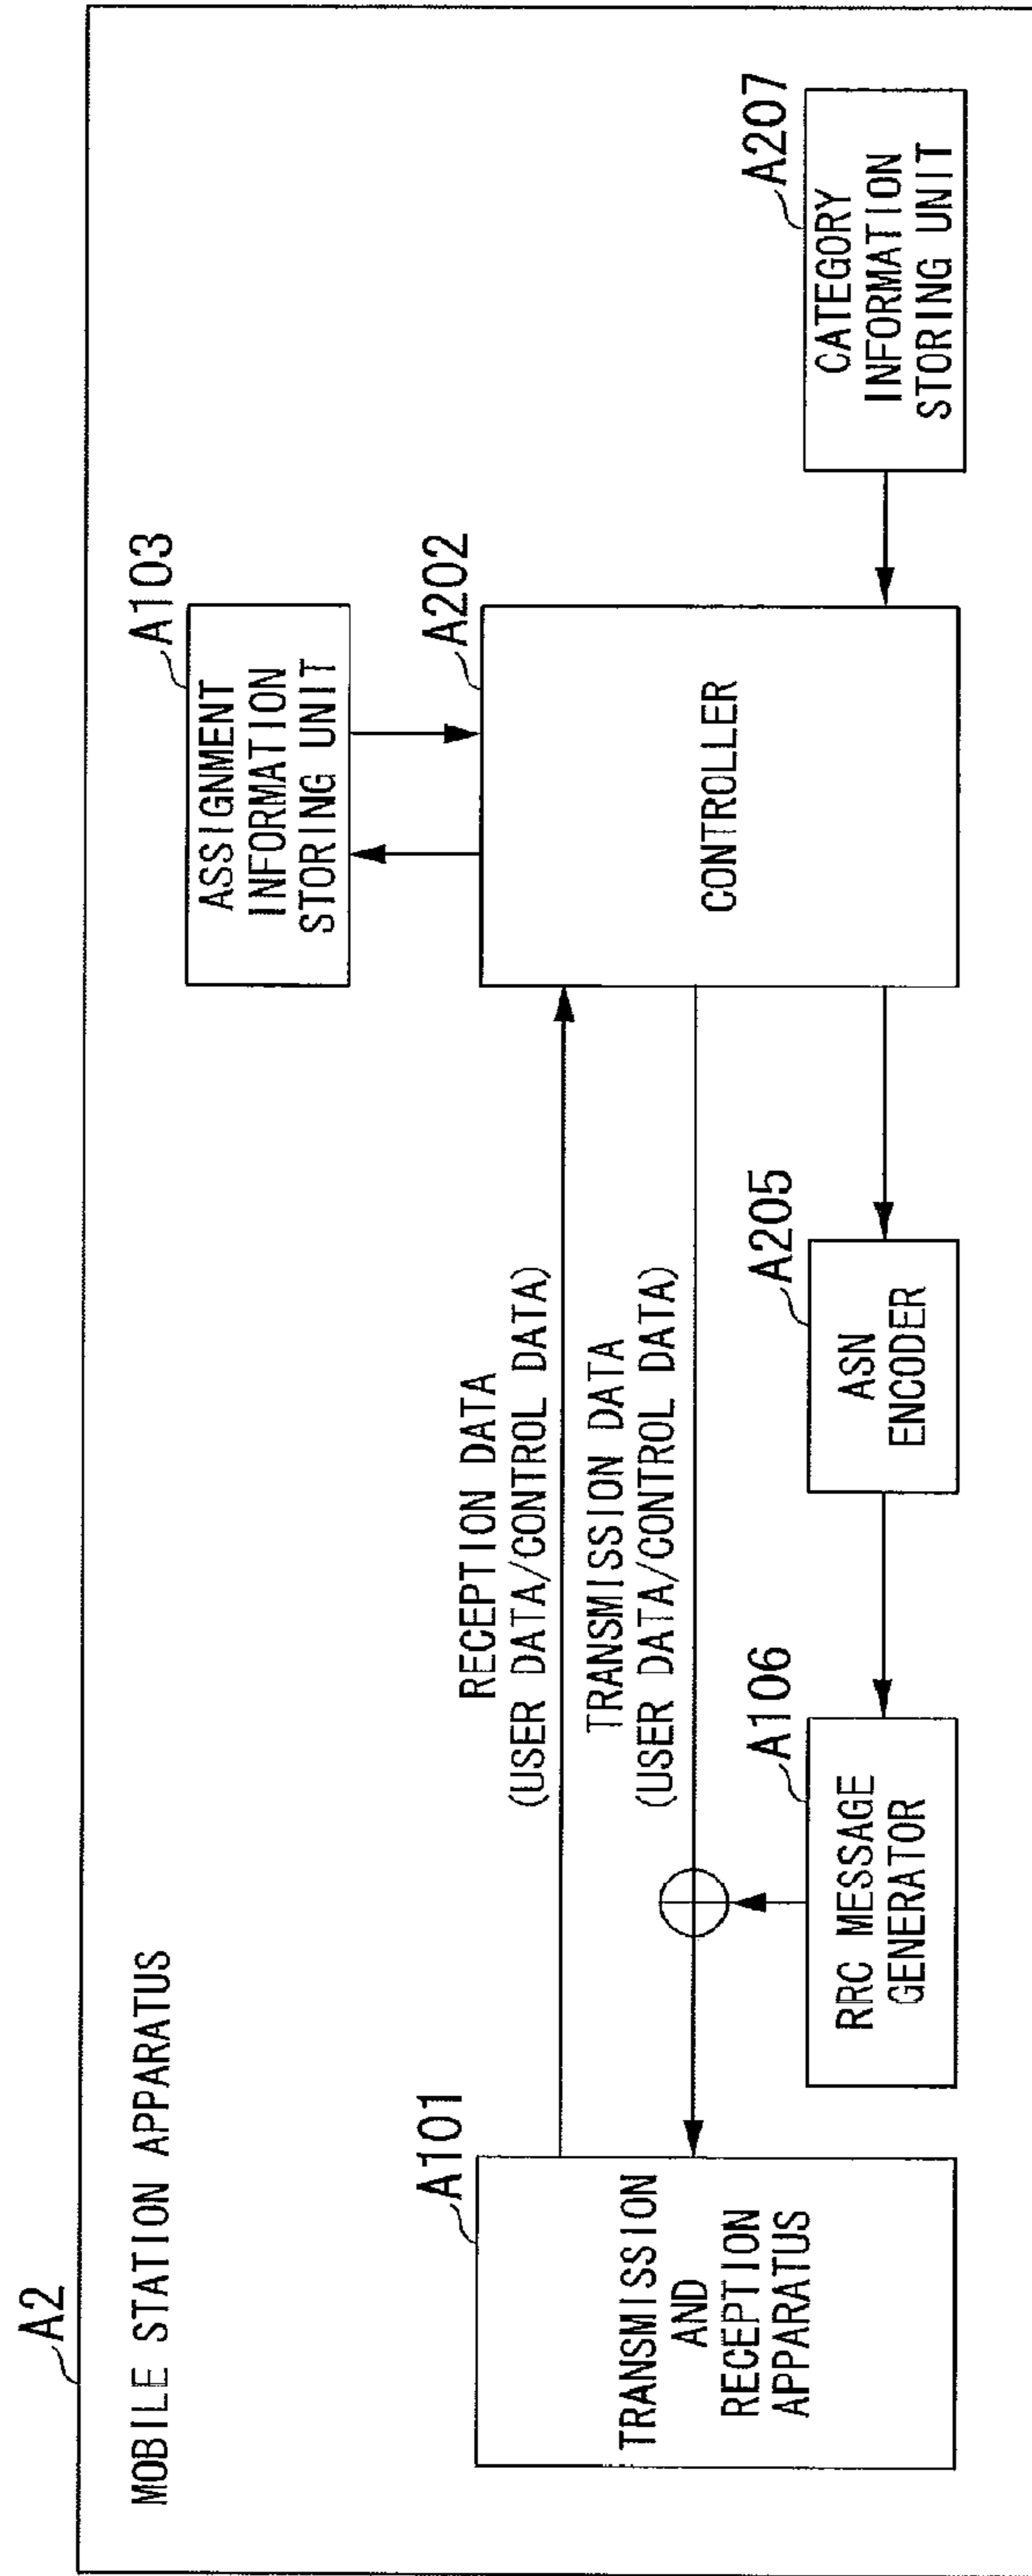 A2
MOBILE STATION APPARATUS
A101
TRANSMISSION
AND
RECEPTION
APPARATUS
RECEPTION DATA
(USER DATA/CONTROL DATA)
TRANSMISSION DATA
(USER DATA/CONTROL DATA)
A106
RRC MESSAGE
GENERATOR
A205
ASN
ENCODER
A103
ASSIGNMENT
INFORMATION
STORING UNIT
A202
CONTROLLER
A207
CATEGORY
INFORMATION
STORING UNIT